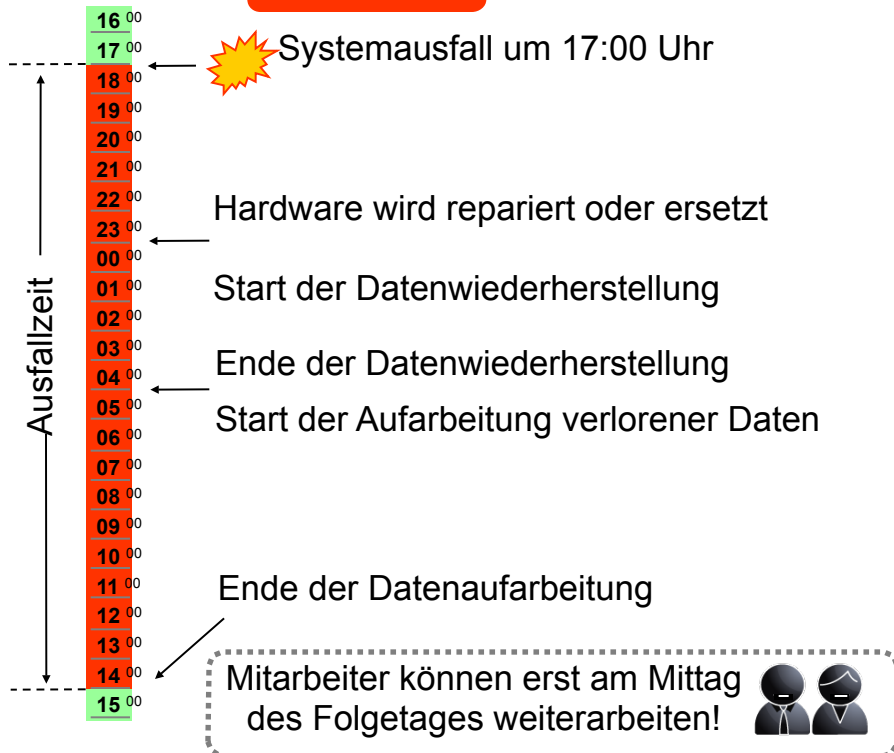 16 00
17 00
Systemausfall um 17:00 Uhr
18 00
19 00
20 00
21 00
22 00
Hardware wird repariert oder ersetzt
23 00
00 00
01 00
Start der Datenwiederherstellung
02 00
03 00
Ende der Datenwiederherstellung
04 00
05 00
Start der Aufarbeitung verlorener Daten
06 00
07 00
08 00
09 00
10 00
11 00
Ende der Datenaufarbeitung
12 00
13 00
14 00
15 00
Ausfallzeit
Mitarbeiter können erst am Mittag
des Folgetages weiterarbeiten!